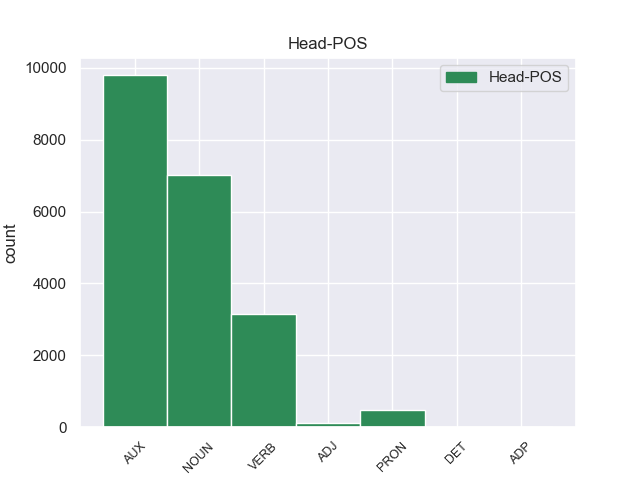 Head-POS
Head-POS
10000
8000
6000
4000
2000
0
count
AUX
NOUN
VERB
ADJ
PRON
DET
ADP